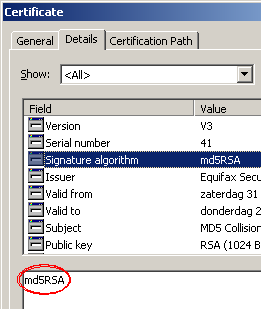 Certificate
General Details Certification Path
Show: <All>
Field Value
Version V3
Serial number 41
Signature algorithm md5RSA
Issuer Equifax Secu
Valid from zaterdag 31
Valid to donderdag 2
Subject MD5 Collision
Public key RSA (1024 B
md5RSA